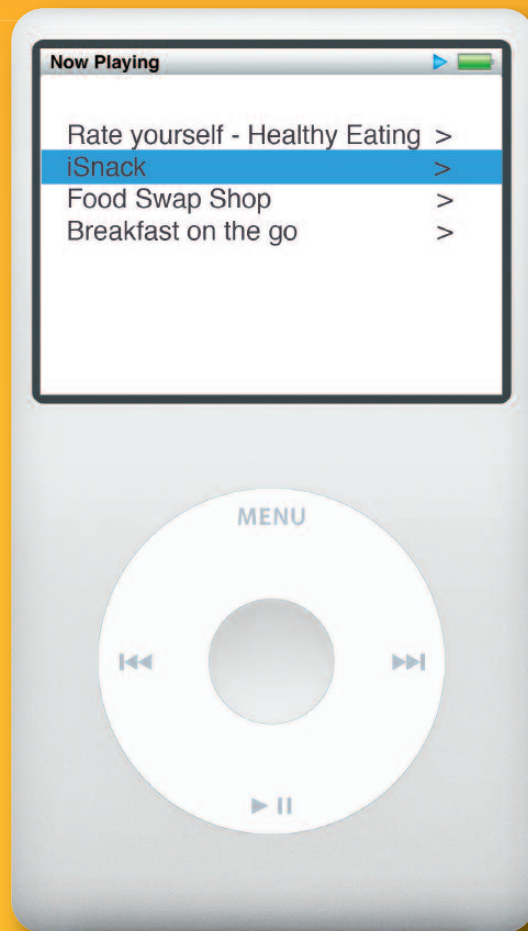 Now Playing
Rate yourself - Healthy Eating >
iSnack >
Food Swap Shop >
Breakfast on the go >
MENU